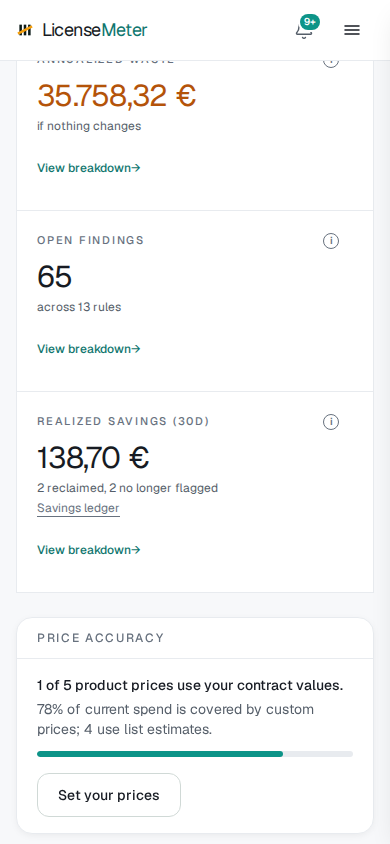 LicenseMeter
9+
ANNUALIZED WASTE
35.758,32 €
if nothing changes
View breakdown→
OPEN FINDINGS
65
across 13 rules
View breakdown→
REALIZED SAVINGS (30D)
138,70 €
2 reclaimed, 2 no longer flagged
Savings ledger
View breakdown→
PRICE ACCURACY
1 of 5 product prices use your contract values.
78% of current spend is covered by custom
prices; 4 use list estimates.
Set your prices